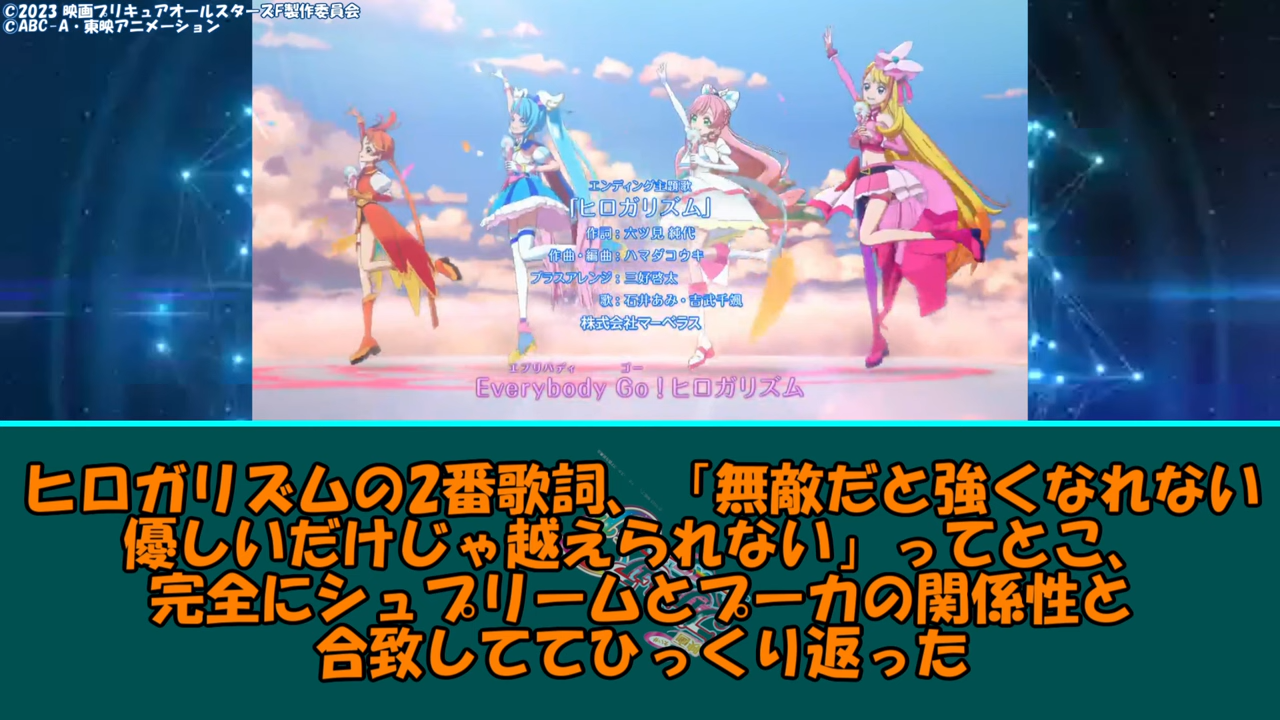 ©2023 映画プリキュアオールスターズF製作委員会
©ABC-A・東映アニメーション
エンディング主題歌
「ヒロガリズム」
作詞：六ツ見 純代
作曲・編曲：ハマダコウキ
ブラスアレンジ：三好啓太
歌：石井あみ・吉武千颯
株式会社マーベラス
エブリバディ ゴー
Everybody Go！ヒロガリズム
ヒロガリズムの2番歌詞、「無敵だと強くなれない
優しいだけじゃ越えられない」ってとこ、
完全にシュプリームとプーカの関係性と
合致しててひっくり返った